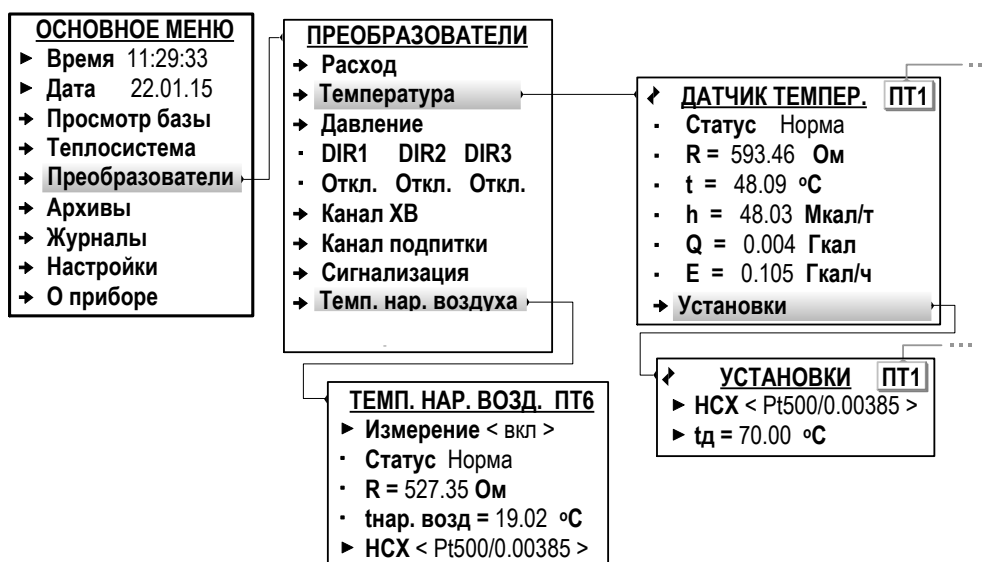 ОСНОВНОЕ МЕНЮ
Время 11:29:33
Дата 22.01.15
Просмотр базы
Теплосистема
Преобразователи
Архивы
Журналы
Настройки
О приборе
ПРЕОБРАЗОВАТЕЛИ
Расход
Температура
Давление
DIR1 DIR2 DIR3
Откл. Откл. Откл.
Канал ХВ
Канал подпитки
Сигнализация
Темп. нар. воздуха
ДАТЧИК ТЕМПЕР. ПТ1
Статус Норма
R = 593.46 Ом
t = 48.09 ºС
h = 48.03 Мкал/т
Q = 0.004 Гкал
E = 0.105 Гкал/ч
Установки
УСТАНОВКИ ПТ1
НСХ < Pt500/0.00385 >
tд = 70.00 ºС
ТЕМП. НАР. ВОЗД. ПТ6
Измерение < вкл >
Статус Норма
R = 527.35 Ом
tнар. возд = 19.02 ºС
НСХ < Pt500/0.00385 >